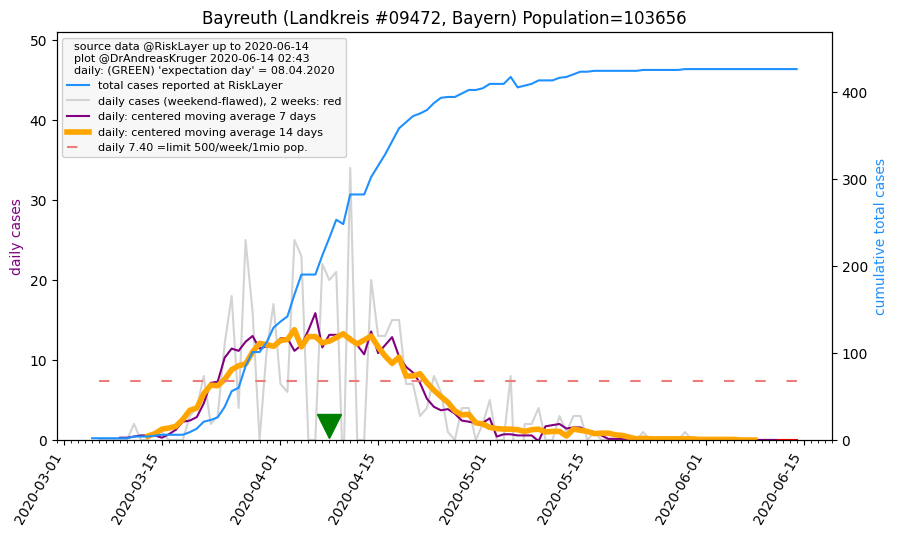 Bayreuth (Landkreis #09472, Bayern) Population=103656
source data @RiskLayer up to 2020-06-14
plot @DrAndreasKruger 2020-06-14 02:43
daily: (GREEN) 'expectation day' = 08.04.2020
total cases reported at RiskLayer
daily cases (weekend-flawed), 2 weeks: red
daily: centered moving average 7 days
daily: centered moving average 14 days
daily 7.40 =limit 500/week/1mio pop.
daily cases
50
40
30
20
10
0
cumulative total cases
400
300
200
100
0
2020-03-01
2020-03-15
2020-04-01
2020-04-15
2020-05-01
2020-05-15
2020-06-01
2020-06-15